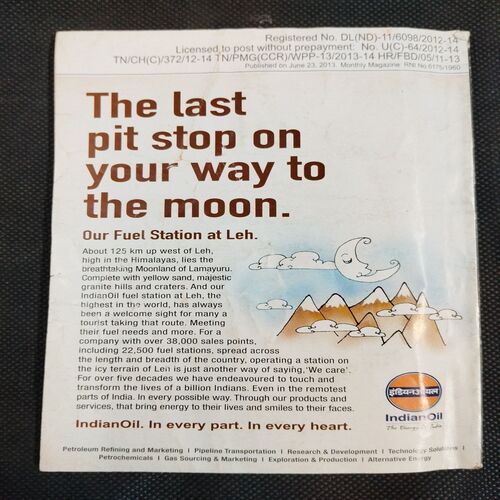 Registered No. DL(ND)-11/6098/2012-14
Licensed to post without prepayment: No. U(C)-64/2012-14
TN/CH(C)/372/12-14 TN/PMG(CCR)/WPP-13/2013-14 HR/FBD/05/11-13
Published on June 23, 2013. Monthly Magazine: RNI No 6175/1960
The last
pit stop on
your way to
the moon.
Our Fuel Station at Leh.
About 125 km up west of Leh,
high in the Himalayas, lies the
breathtaking Moonland of Lamayuru.
Complete with yellow sand, majestic
granite hills and craters. And our
IndianOil fuel station at Leh, the
highest in the world, has always
been a welcome sight for many a
tourist taking that route. Meeting
their fuel needs and more. For a
company with over 38,000 sales points,
including 22,500 fuel stations, spread across
the length and breadth of the country, operating a station on
the icy terrain of Leh is just another way of saying,'We care'.
For over five decades we have endeavoured to touch and
transform the lives of a billion Indians. Even in the remotest
parts of India. In every possible way. Through our products and
services, that bring energy to their lives and smiles to their faces.
IndianOil. In every part. In every heart.
इंडियनऑयल
IndianOil
The Energy of India
Petroleum Refining and Marketing I Pipeline Transportation I Research & Development I Technology Solutions I
Petrochemicals I Gas Sourcing & Marketing I Exploration & Production I Alternative Energy